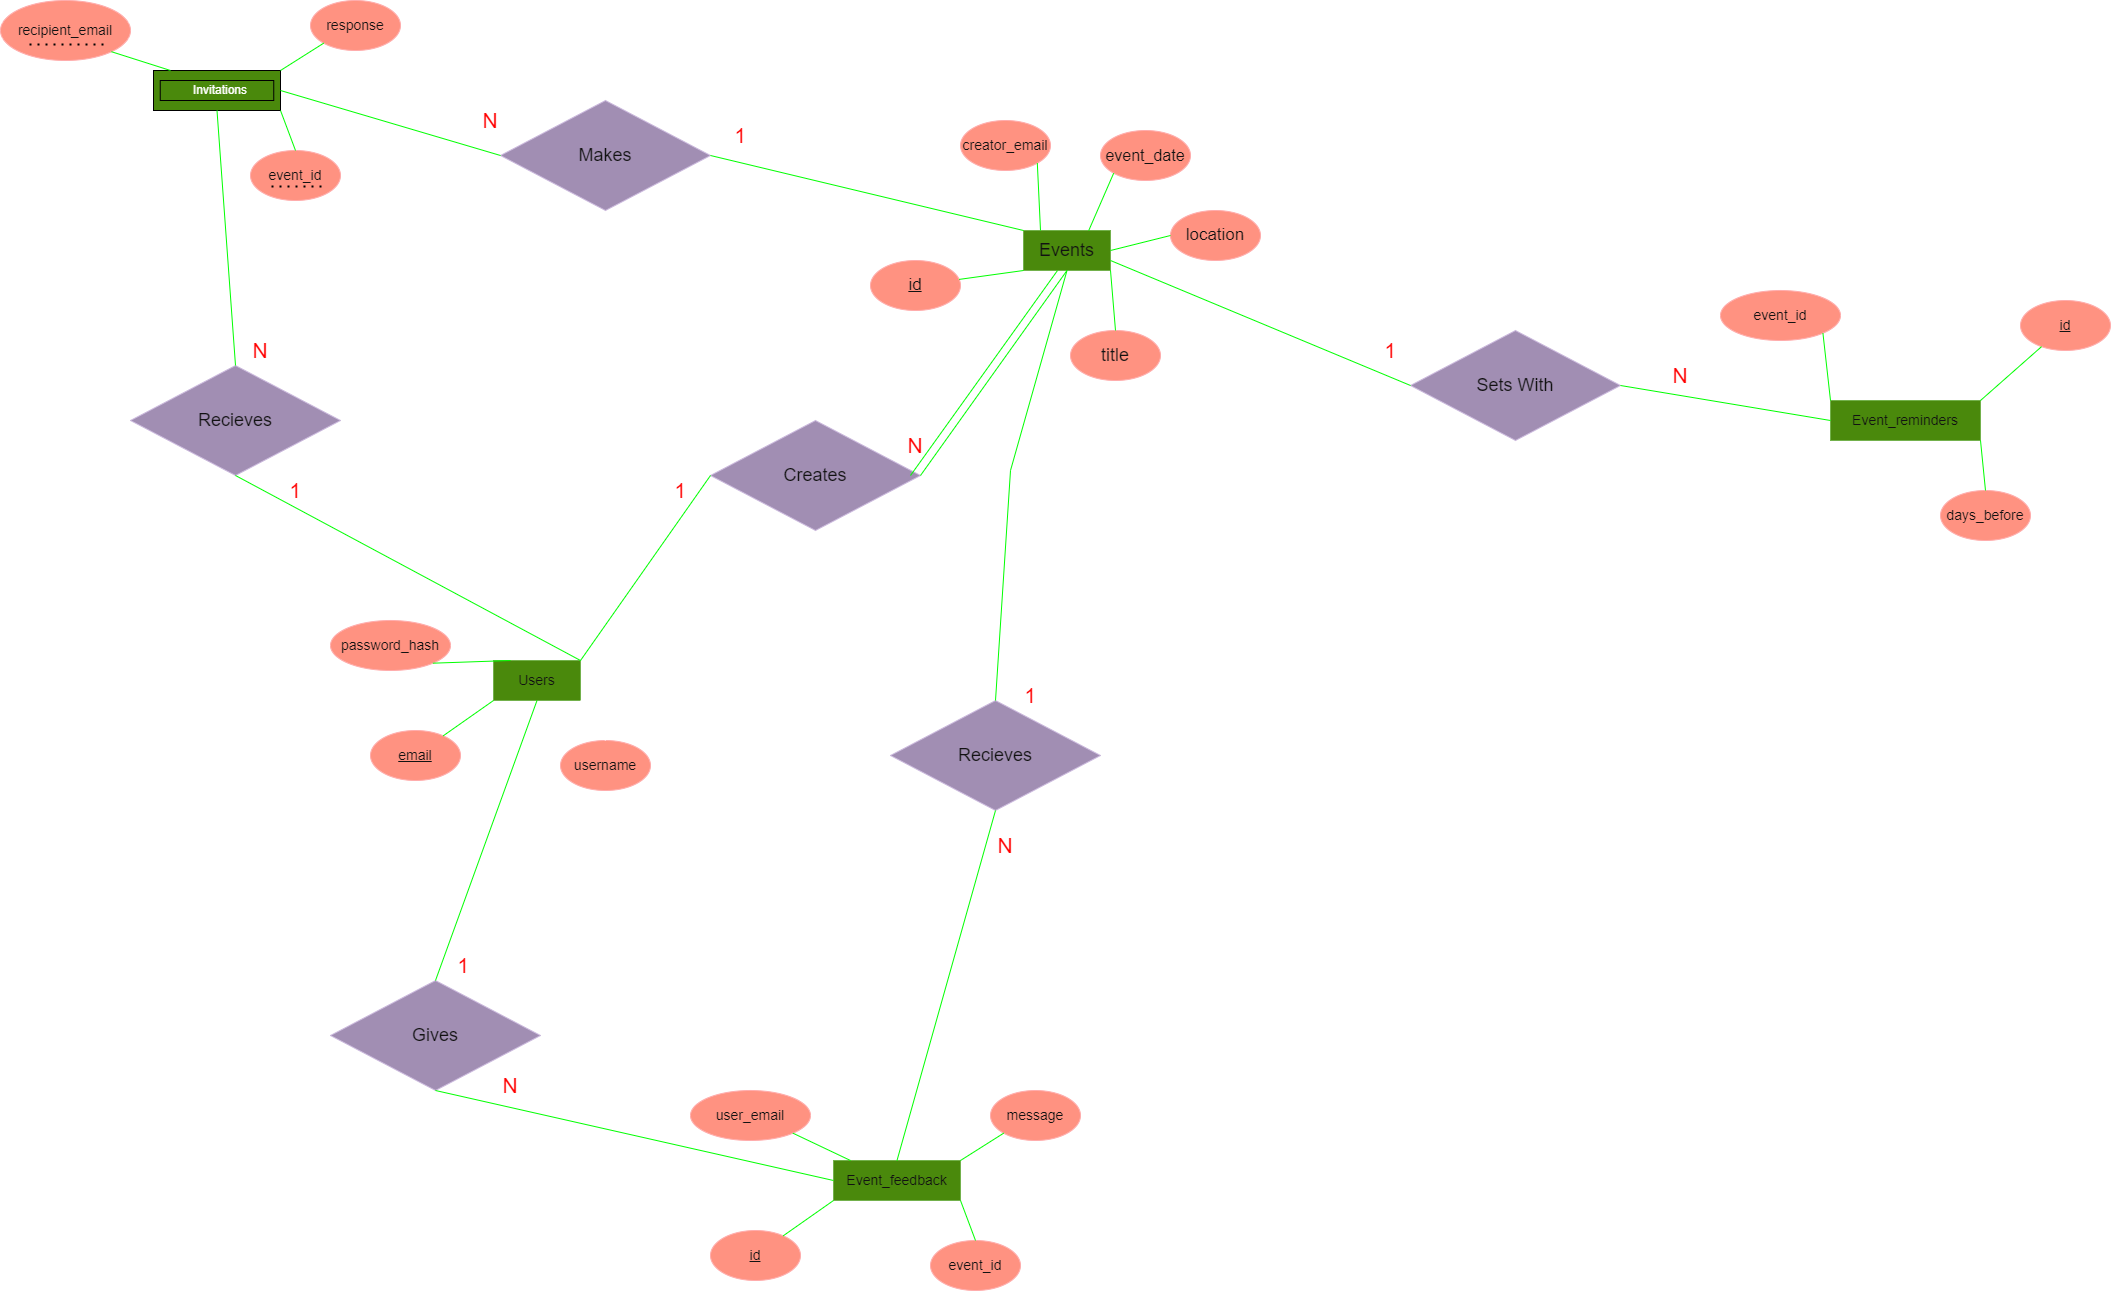 recipient_email
response
Invitations
event_id
N
Makes
1
creator_email
event_date
location
Events
id
title
N
Recieves
1
1
Creates
N
1
Sets With
N
event_id
id
Event_reminders
days_before
password_hash
Users
email
username
1
Recieves
N
1
Gives
N
user_email
message
Event_feedback
id
event_id